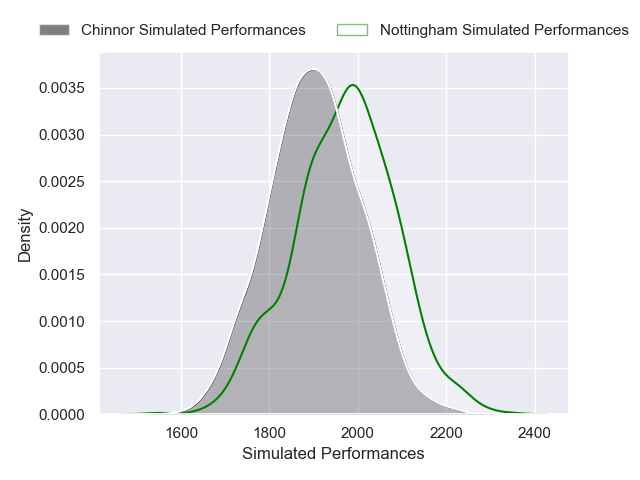 Chinnor Simulated Performances
Nottingham Simulated Performances
0.0035
0.0030
0.0025
0.0020
0.0015
0.0010
0.0005
0.0000
Density
1600 1800 2000 2200 2400
Simulated Performances